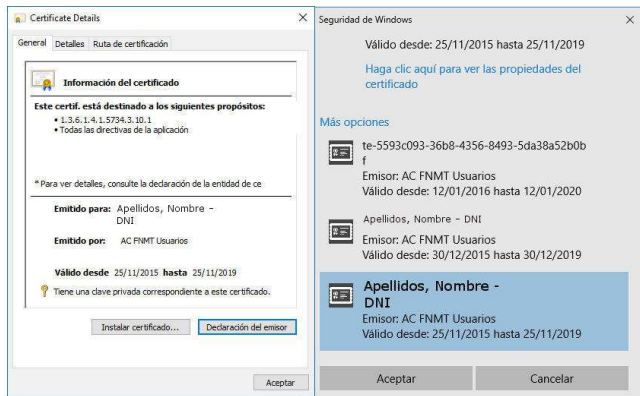 Certificate Details
General Detalles Ruta de certificación
Información del certificado
Este certif. está destinado a los siguientes propósitos:
• 1.3.6.1.4.1.5734.3.10.1
• Todas las directivas de la aplicación
* Para ver detalles, consulte la declaración de la entidad de ce
Emitido para: Apellidos, Nombre -
DNI
Emitido por: AC FNMT Usuarios
Válido desde 25/11/2015 hasta 25/11/2019
Tiene una clave privada correspondiente a este certificado.
Instalar certificado... Declaración del emisor
Aceptar
Seguridad de Windows
Válido desde: 25/11/2015 hasta 25/11/2019
Haga clic aquí para ver las propiedades del
certificado
Más opciones
te-5593c093-36b8-4356-8493-5da38a52b0b
f
Emisor: AC FNMT Usuarios
Válido desde: 12/01/2016 hasta 12/01/2020
Apellidos, Nombre - DNI
Emisor: AC FNMT Usuarios
Válido desde: 30/12/2015 hasta 30/12/2019
Apellidos, Nombre -
DNI
Emisor: AC FNMT Usuarios
Válido desde: 25/11/2015 hasta 25/11/2019
Aceptar Cancelar